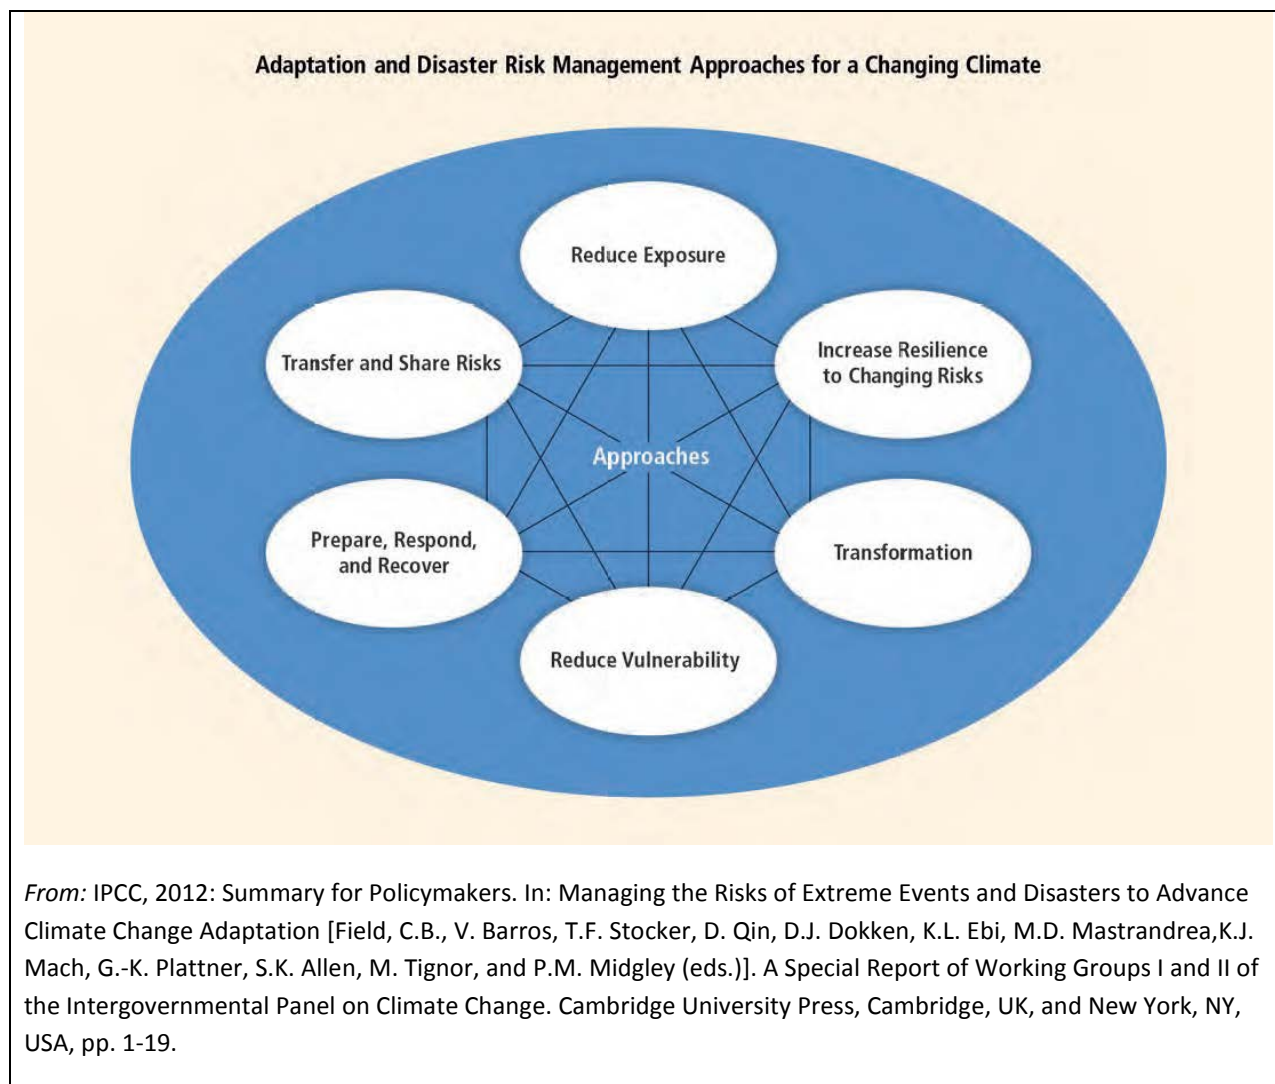 Adaptation and Disaster Risk Management Approaches for a Changing Climate
Reduce Exposure
Transfer and Share Risks
Increase Resilience
to Changing Risks
Approaches
Prepare, Respond,
and Recover
Transformation
Reduce Vulnerability
From: IPCC, 2012: Summary for Policymakers. In: Managing the Risks of Extreme Events and Disasters to Advance
Climate Change Adaptation [Field, C.B., V. Barros, T.F. Stocker, D. Qin, D.J. Dokken, K.L. Ebi, M.D. Mastrandrea,K.J.
Mach, G.-K. Plattner, S.K. Allen, M. Tignor, and P.M. Midgley (eds.)]. A Special Report of Working Groups I and II of
the Intergovernmental Panel on Climate Change. Cambridge University Press, Cambridge, UK, and New York, NY,
USA, pp. 1-19.